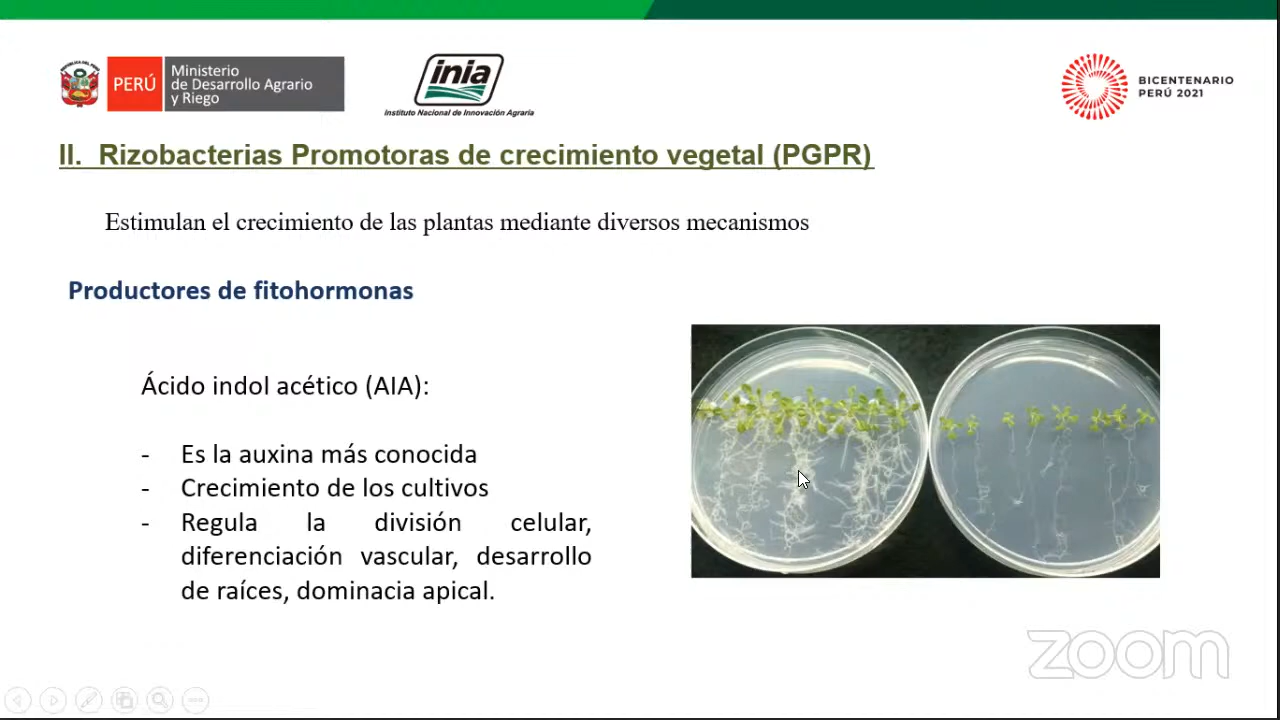 PERÚ
Ministerio
de Desarrollo Agrario
y Riego
inia
Instituto Nacional de Innovación Agraria
BICENTENARIO
PERÚ 2021
II. Rizobacterias Promotoras de crecimiento vegetal (PGPR)
Estimulan el crecimiento de las plantas mediante diversos mecanismos
Productores de fitohormonas
Ácido indol acético (AIA):
- Es la auxina más conocida
- Crecimiento de los cultivos
- Regula la división celular,
diferenciación vascular, desarrollo
de raíces, dominacia apical.
zoom